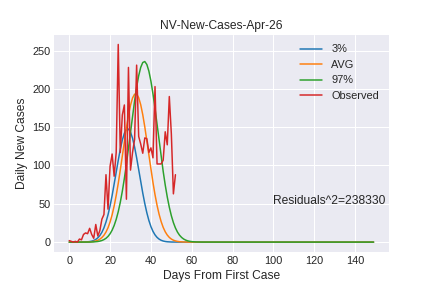 NV-New-Cases-Apr-26
Daily New Cases
250
200
150
100
50
0
3%
AVG
97%
Observed
Residuals^2=238330
0 20 40 60 80 100 120 140
Days From First Case